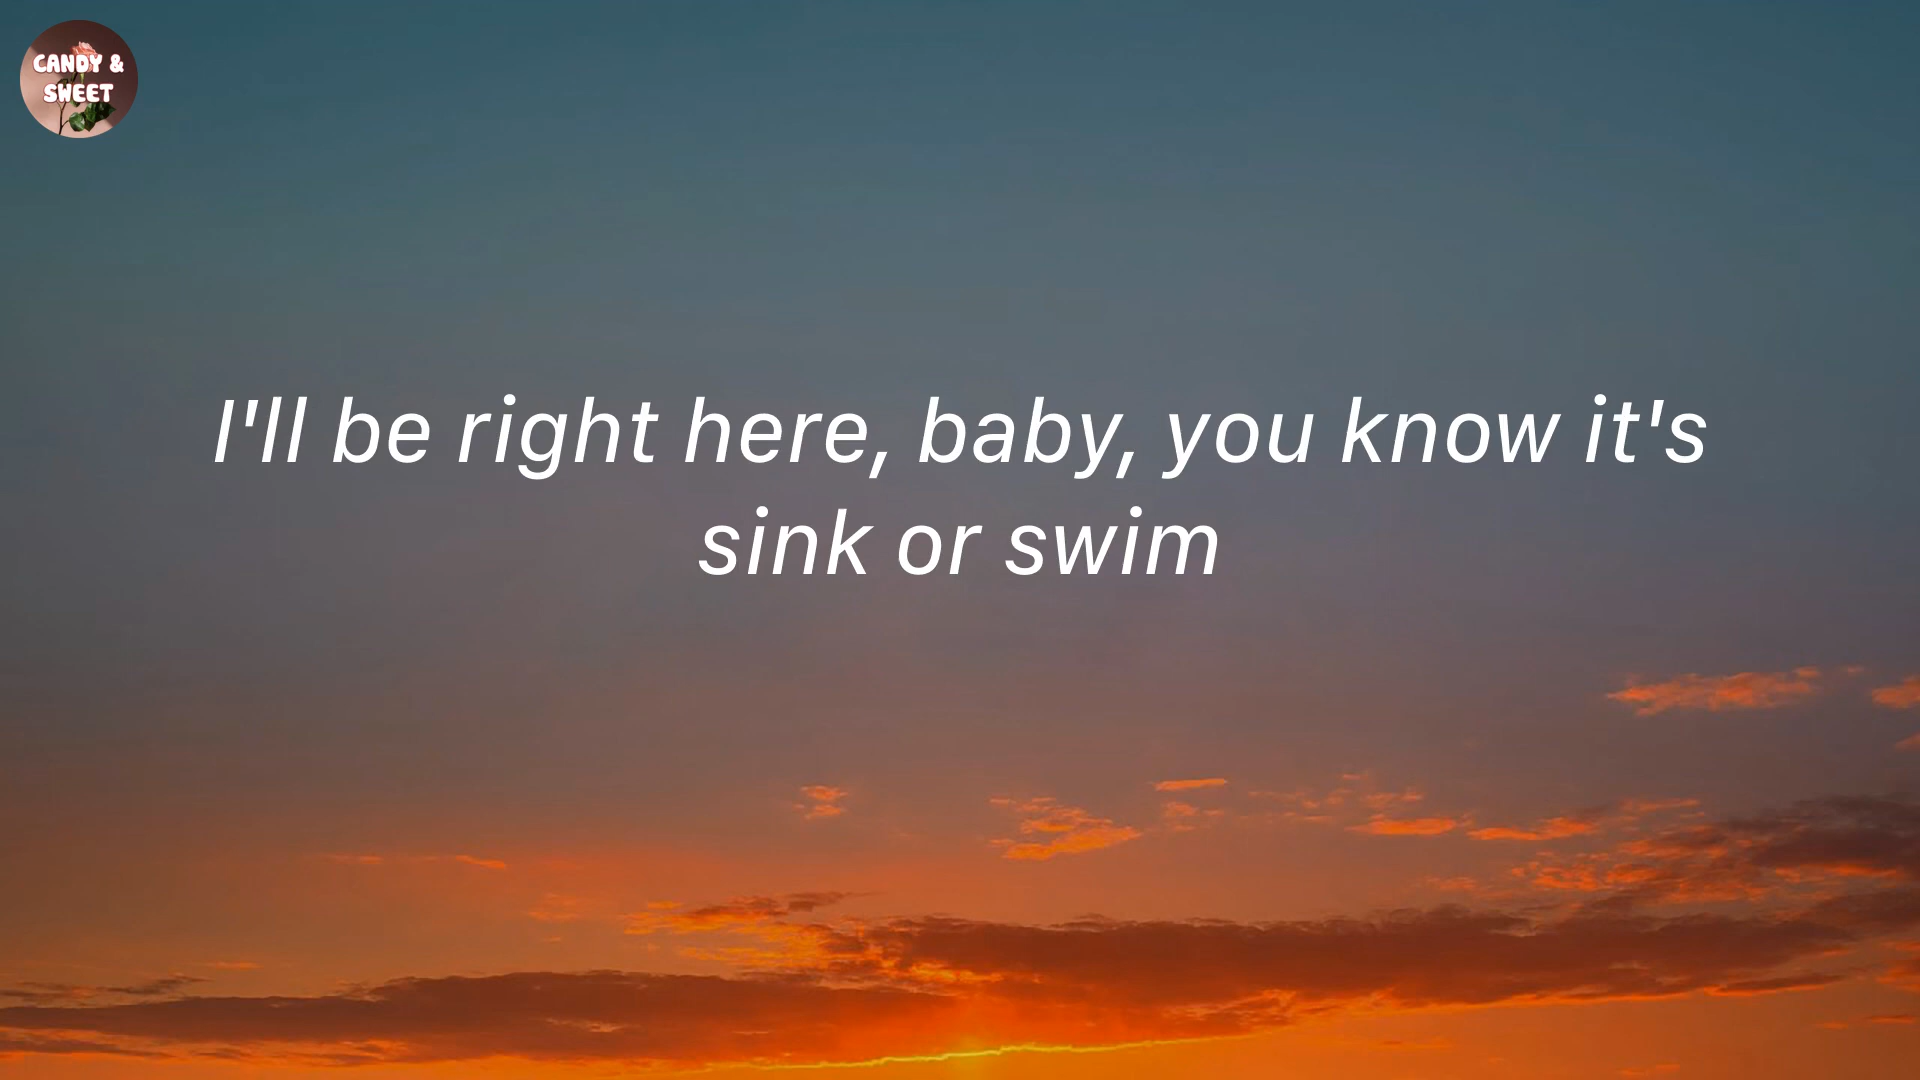 CANDY &
SWEET
I'll be right here, baby, you know it's
sink or swim